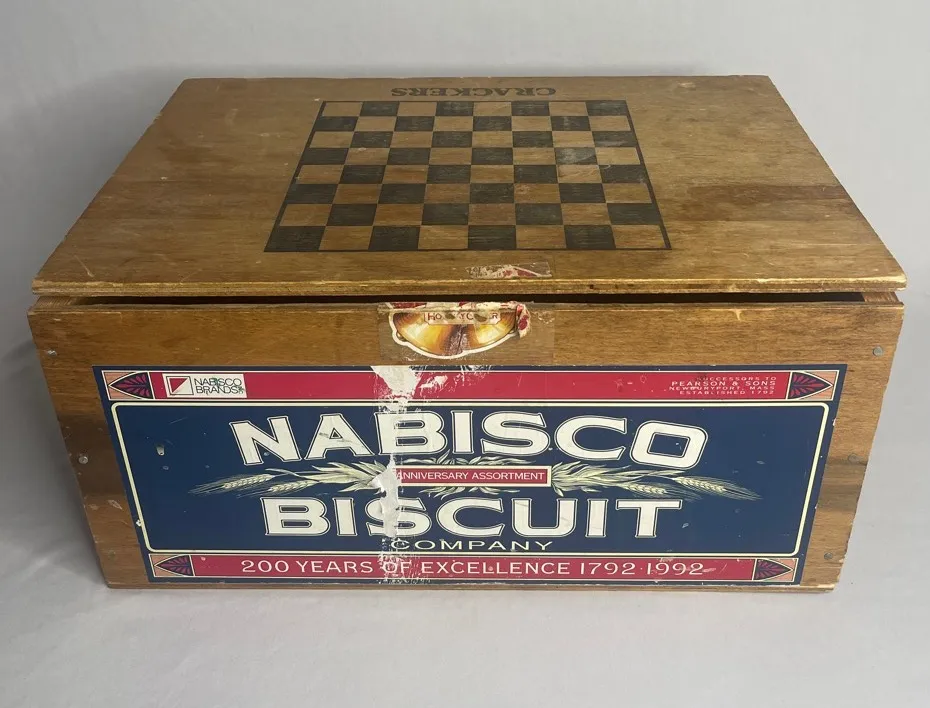 CRACKERS
NABISCO
BRANDS
SUCCESSORS TO
PEARSON & SONS
NEWBURYPORT, MASS
ESTABLISHED 1792
NABISCO
ANNIVERSARY ASSORTMENT
BISCUIT
COMPANY
200 YEARS OF EXCELLENCE 1792·1992